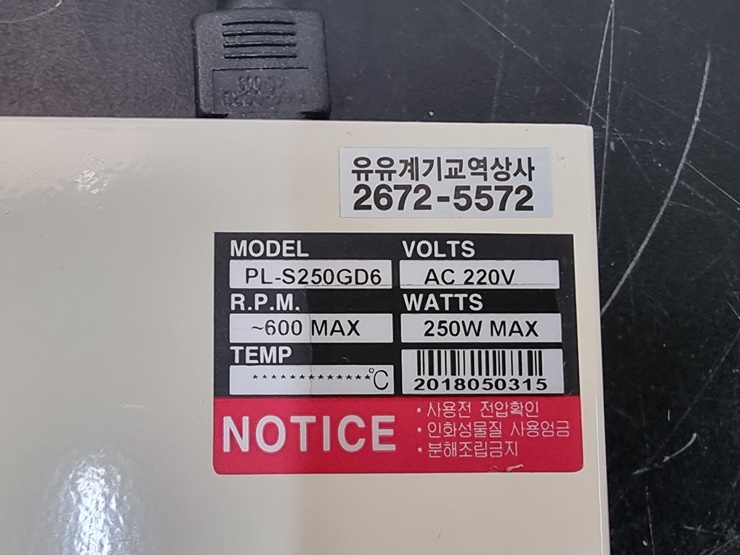 유유계기교역상사
2672-5572
MODEL VOLTS
PL-S250GD6 AC 220V
R.P.M. WATTS
~600 MAX 250W MAX
TEMP
************℃ 2018050315
NOTICE
· 사용전 전압확인
· 인화성물질 사용엄금
· 분해조립금지